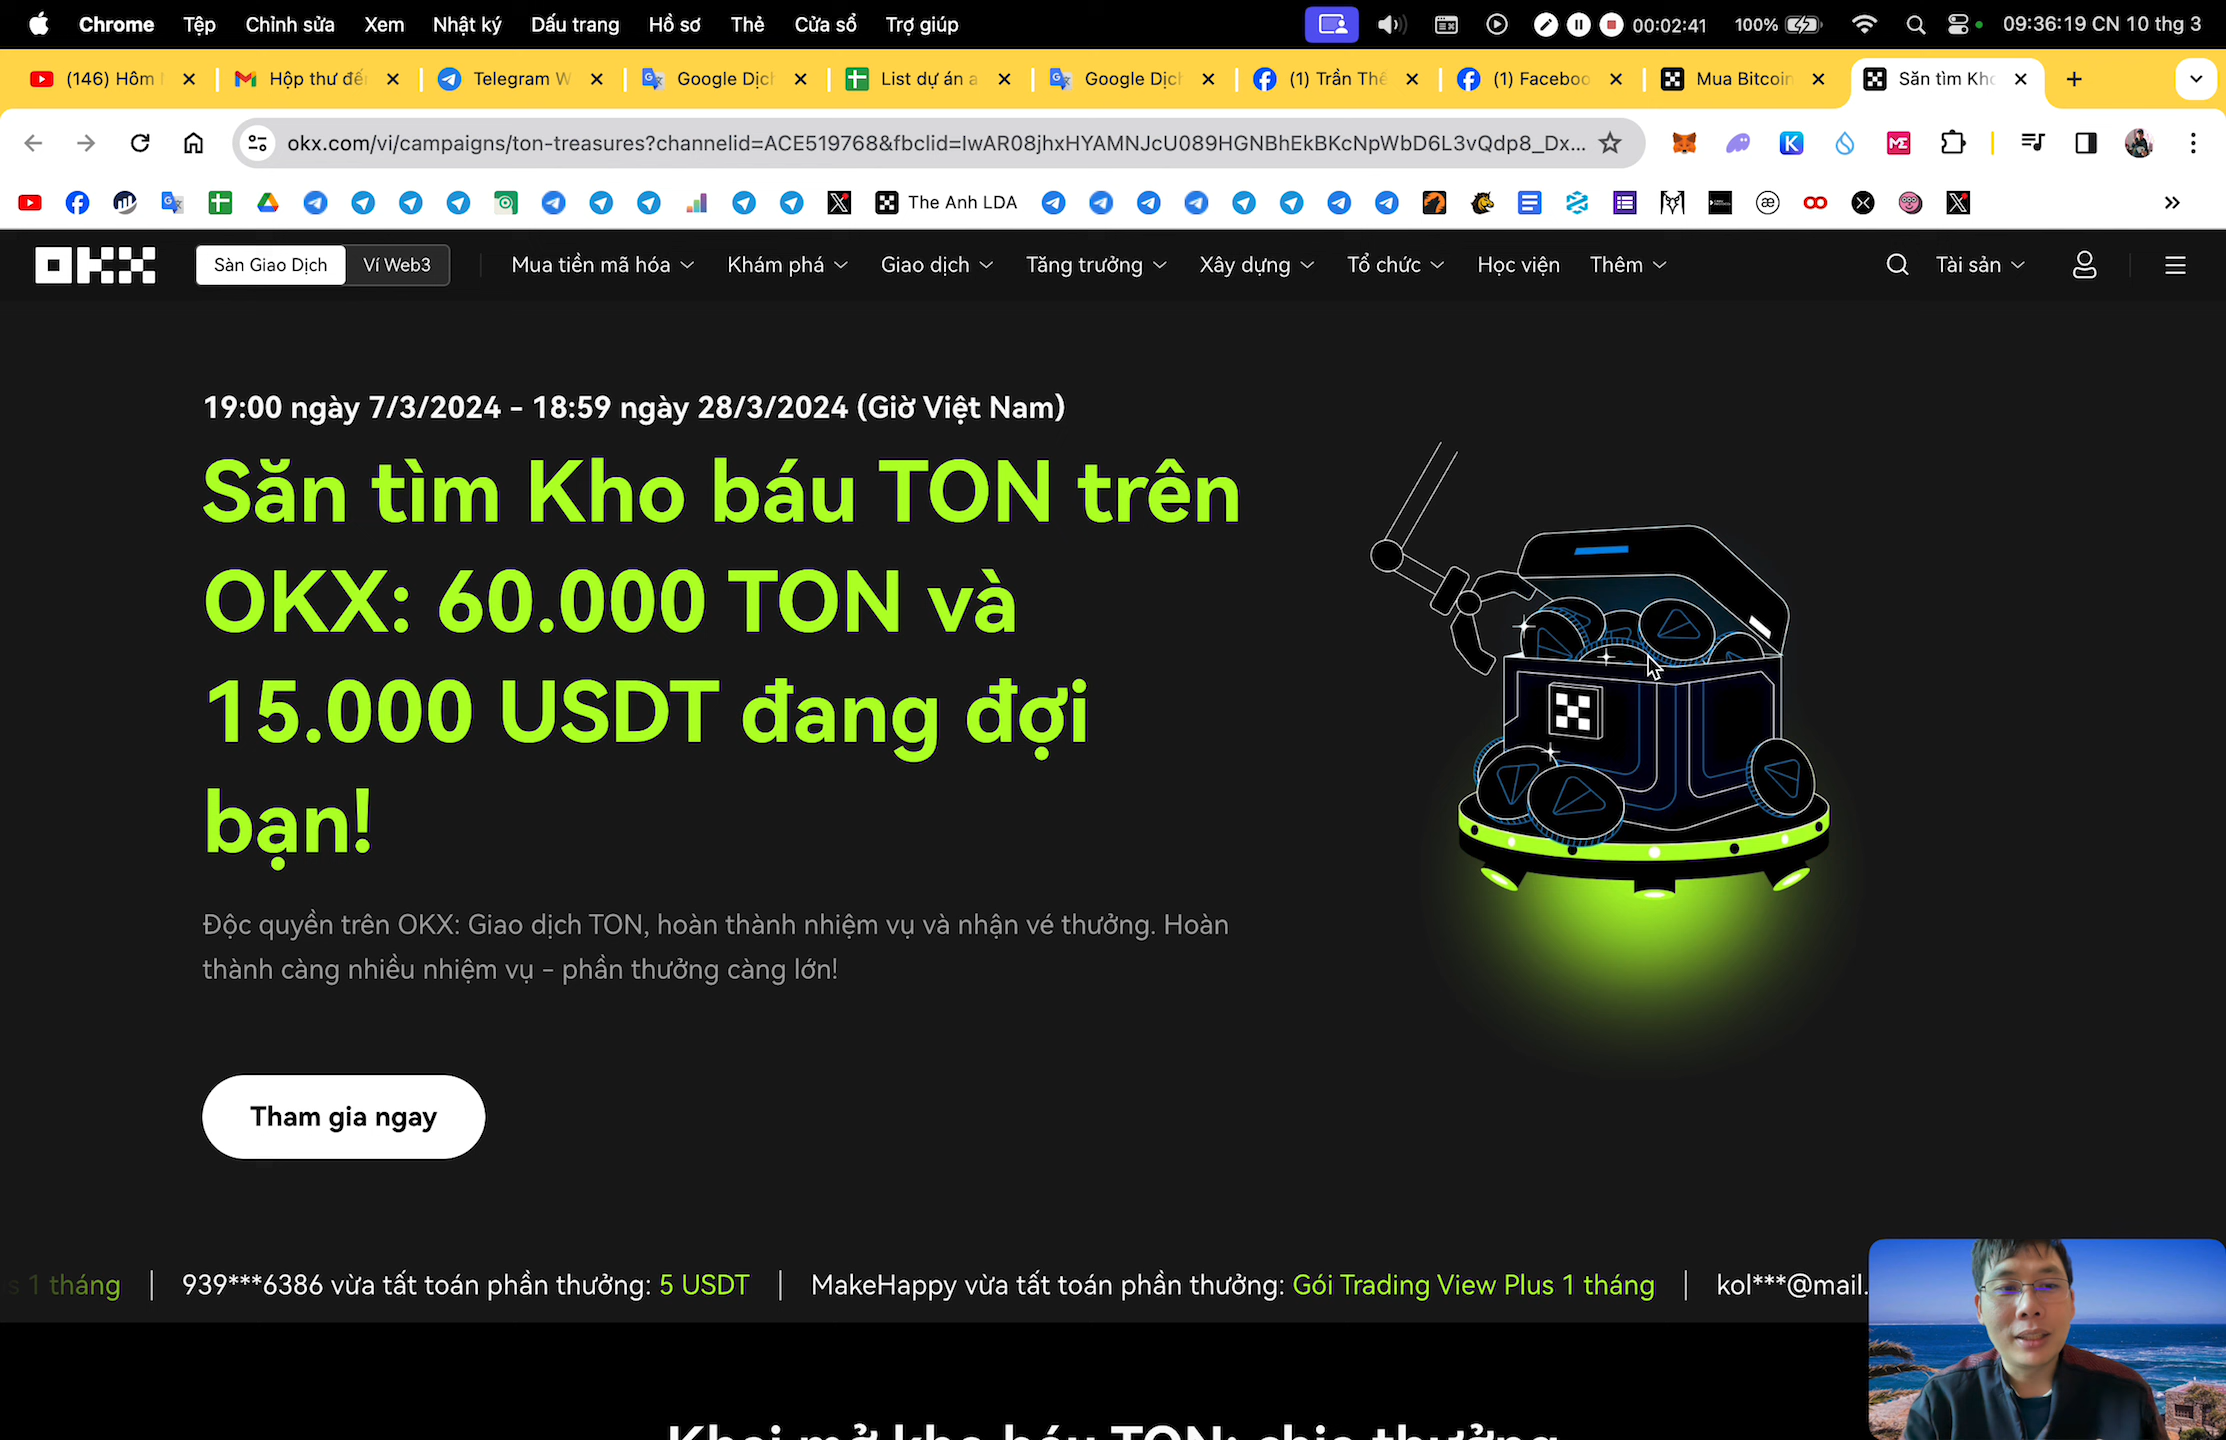 Chrome Tệp Chỉnh sửa Xem Nhật ký Dấu trang Hồ sơ Thẻ Cửa sổ Trợ giúp 00:02:41 100% 09:36:19 CN 10 thg 3
(146) Hôm Hộp thư đế Telegram W Google Dịch List dự án a Google Dịch (1) Trần Thế (1) Faceboo Mua Bitcoin Săn tìm Kho
okx.com/vi/campaigns/ton-treasures?channelid=ACE519768&fbclid=IwAR08jhxHYAMNJcU089HGNBhEkBKcNpWbD6L3vQdp8_Dx...
The Anh LDA
OKX Sàn Giao Dịch Ví Web3 Mua tiền mã hóa Khám phá Giao dịch Tăng trưởng Xây dựng Tổ chức Học viện Thêm Tài sản
19:00 ngày 7/3/2024 - 18:59 ngày 28/3/2024 (Giờ Việt Nam)
Săn tìm Kho báu TON trên
OKX: 60.000 TON và
15.000 USDT đang đợi
bạn!
Độc quyền trên OKX: Giao dịch TON, hoàn thành nhiệm vụ và nhận vé thưởng. Hoàn
thành càng nhiều nhiệm vụ - phần thưởng càng lớn!
Tham gia ngay
s 1 tháng | 939***6386 vừa tất toán phần thưởng: 5 USDT | MakeHappy vừa tất toán phần thưởng: Gói Trading View Plus 1 tháng | kol***@mail.
Khai mở kho báu TON: chia thưởng